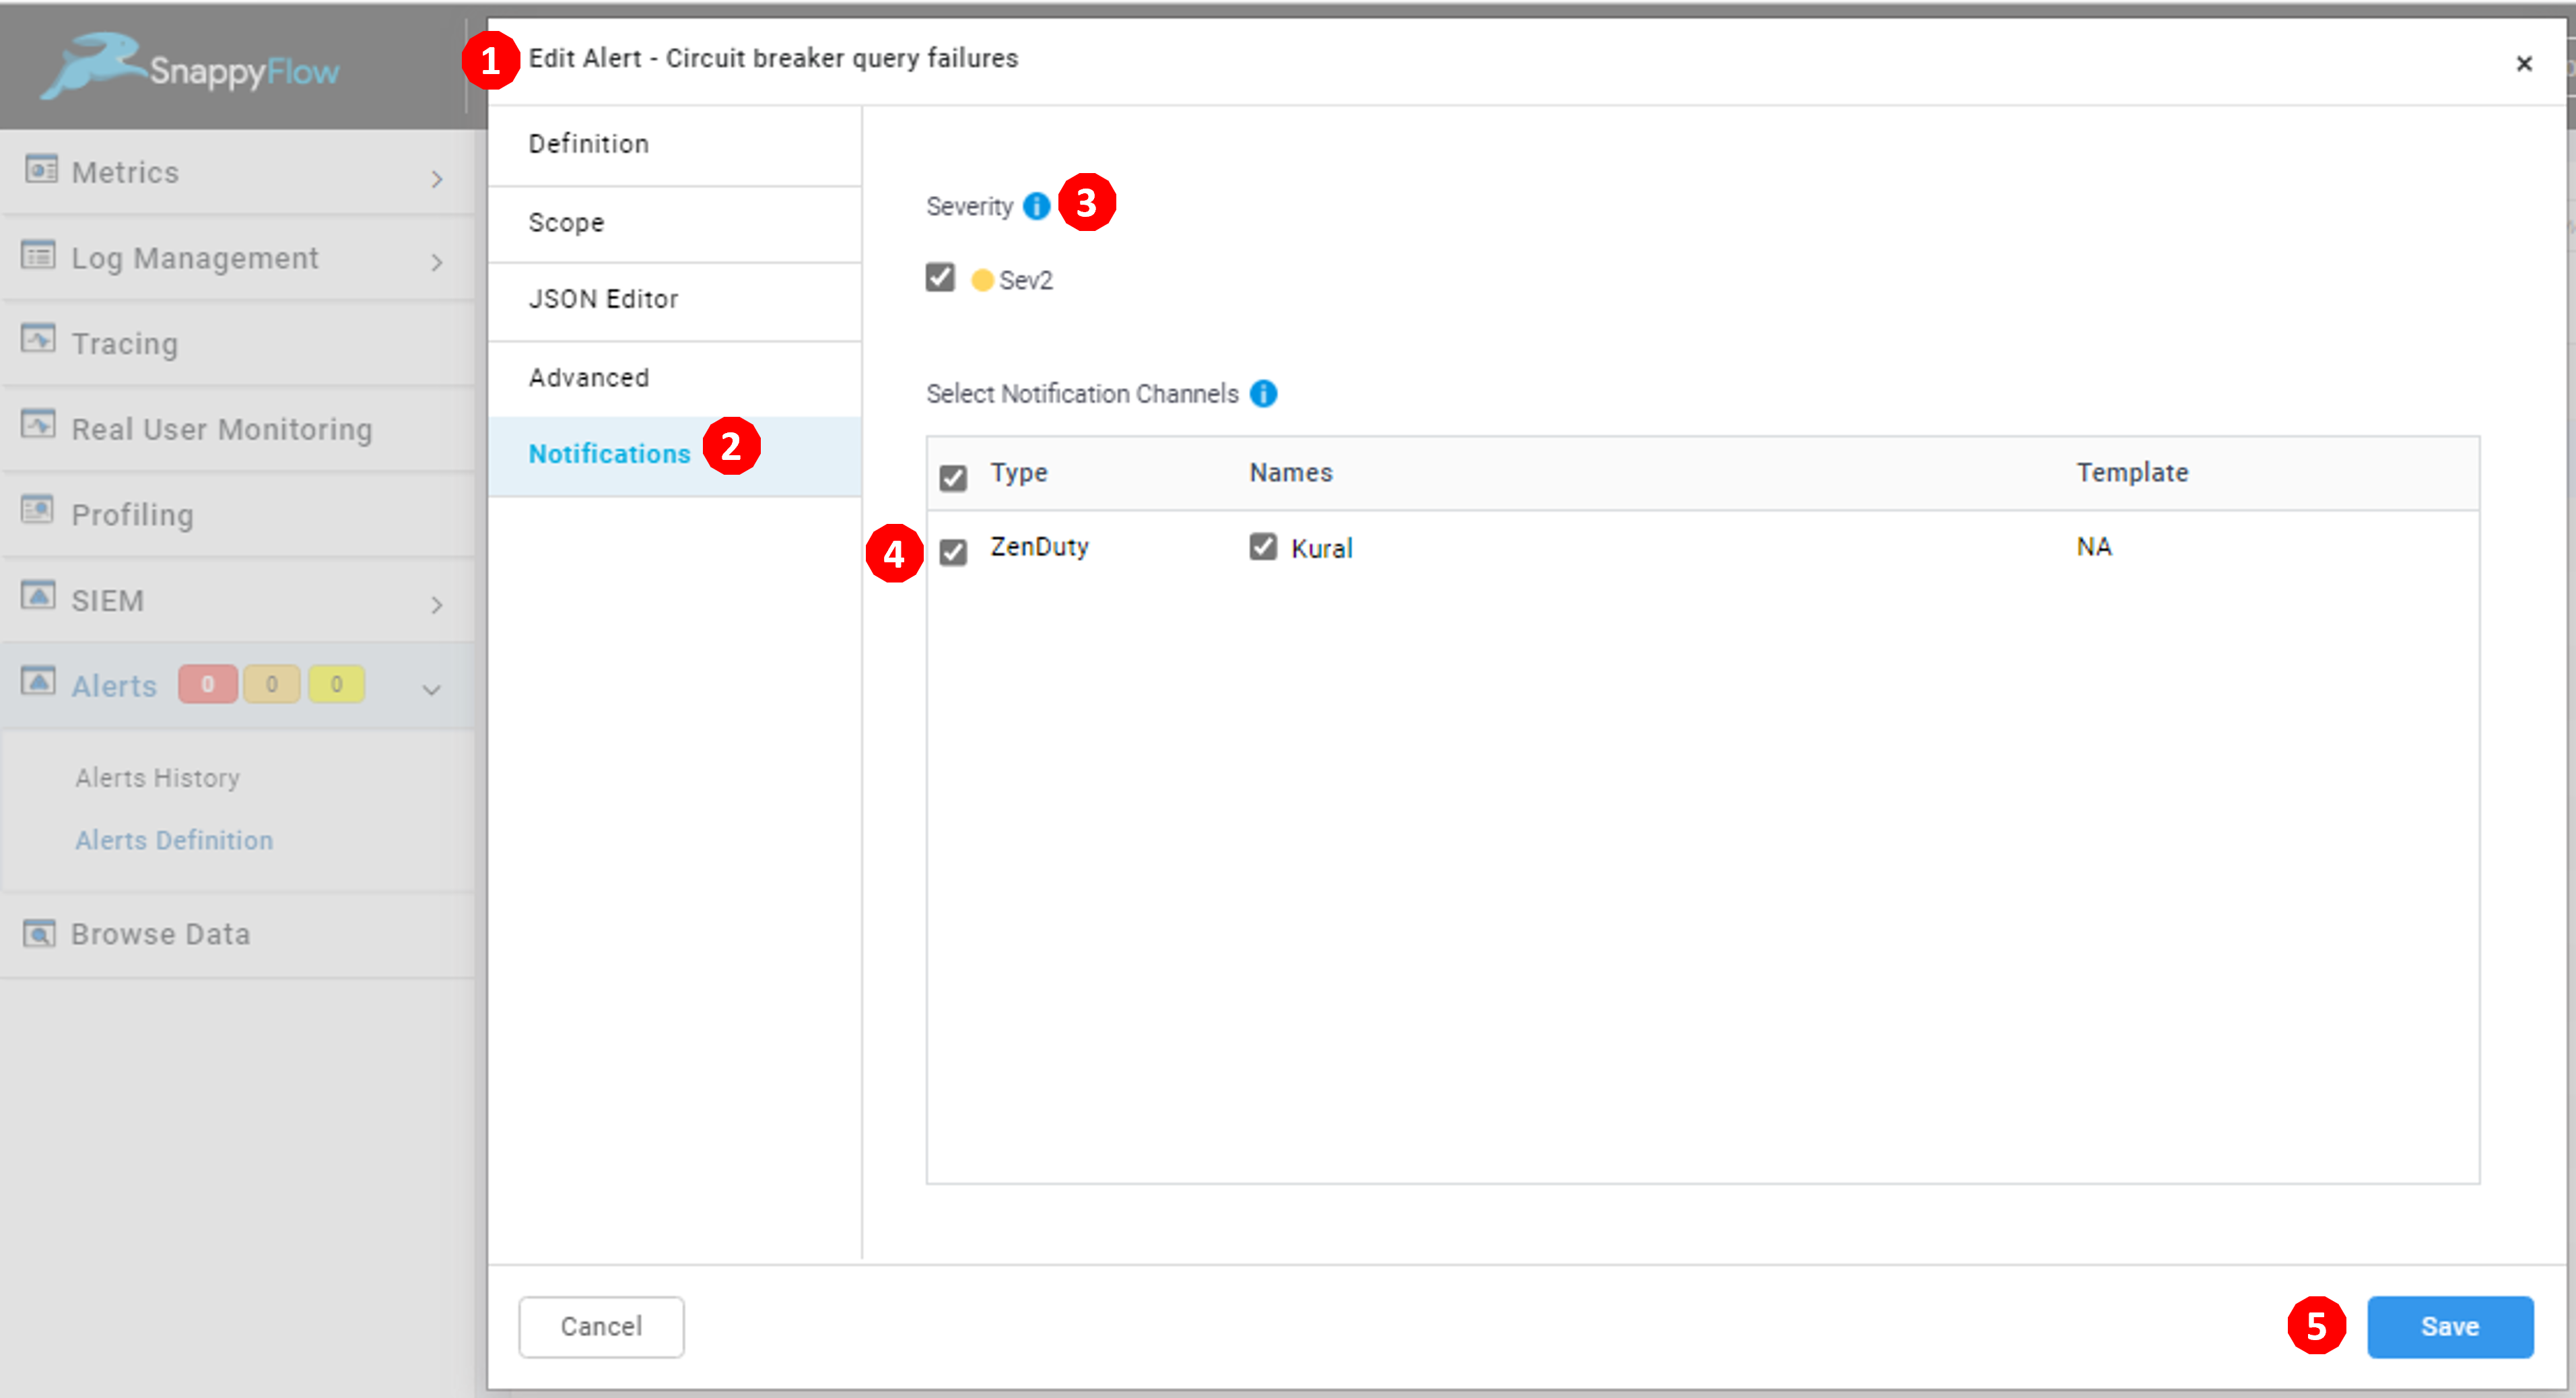 SnappyFlow
Metrics
Log Management
Tracing
Real User Monitoring
Profiling
SIEM
Alerts 0 0 0
Alerts History
Alerts Definition
Browse Data
1 Edit Alert - Circuit breaker query failures
Definition
Scope
JSON Editor
Advanced
Notifications 2
Severity 3
Sev2
Select Notification Channels
Type Names Template
4 ZenDuty Kural NA
Cancel
5 Save